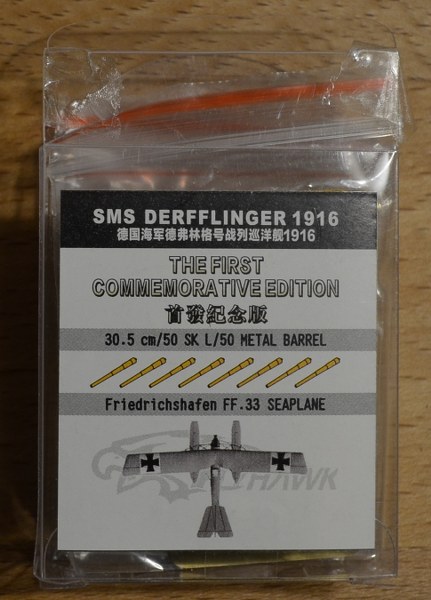 SMS DERFFLINGER 1916
德国海军德弗林格号战列巡洋舰1916
THE FIRST
COMMEMORATIVE EDITION
首發紀念版
30.5 cm/50 SK L/50 METAL BARREL
Friedrichshafen FF.33 SEAPLANE
HAWK